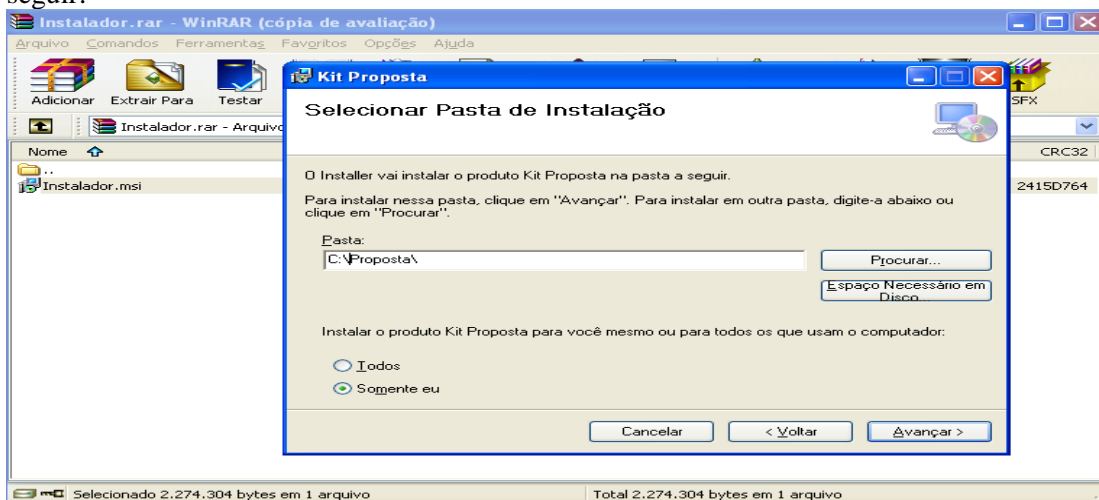 seguir:
Instalador.rar - WinRAR (cópia de avaliação)
Arquivo Comandos Ferramentas Favoritos Opções Ajuda
Adicionar Extrair Para Testar SFX
Instalador.rar - Arquivo
Nome CRC32
..
Instalador.msi 2415D764
Kit Proposta
Selecionar Pasta de Instalação
O Installer vai instalar o produto Kit Proposta na pasta a seguir.
Para instalar nessa pasta, clique em "Avançar". Para instalar em outra pasta, digite-a abaixo ou
clique em "Procurar".
Pasta:
C:\Proposta\
Procurar...
Espaço Necessário em
Disco...
Instalar o produto Kit Proposta para você mesmo ou para todos os que usam o computador:
Todos
Somente eu
Cancelar < Voltar Avançar >
Selecionado 2.274.304 bytes em 1 arquivo Total 2.274.304 bytes em 1 arquivo